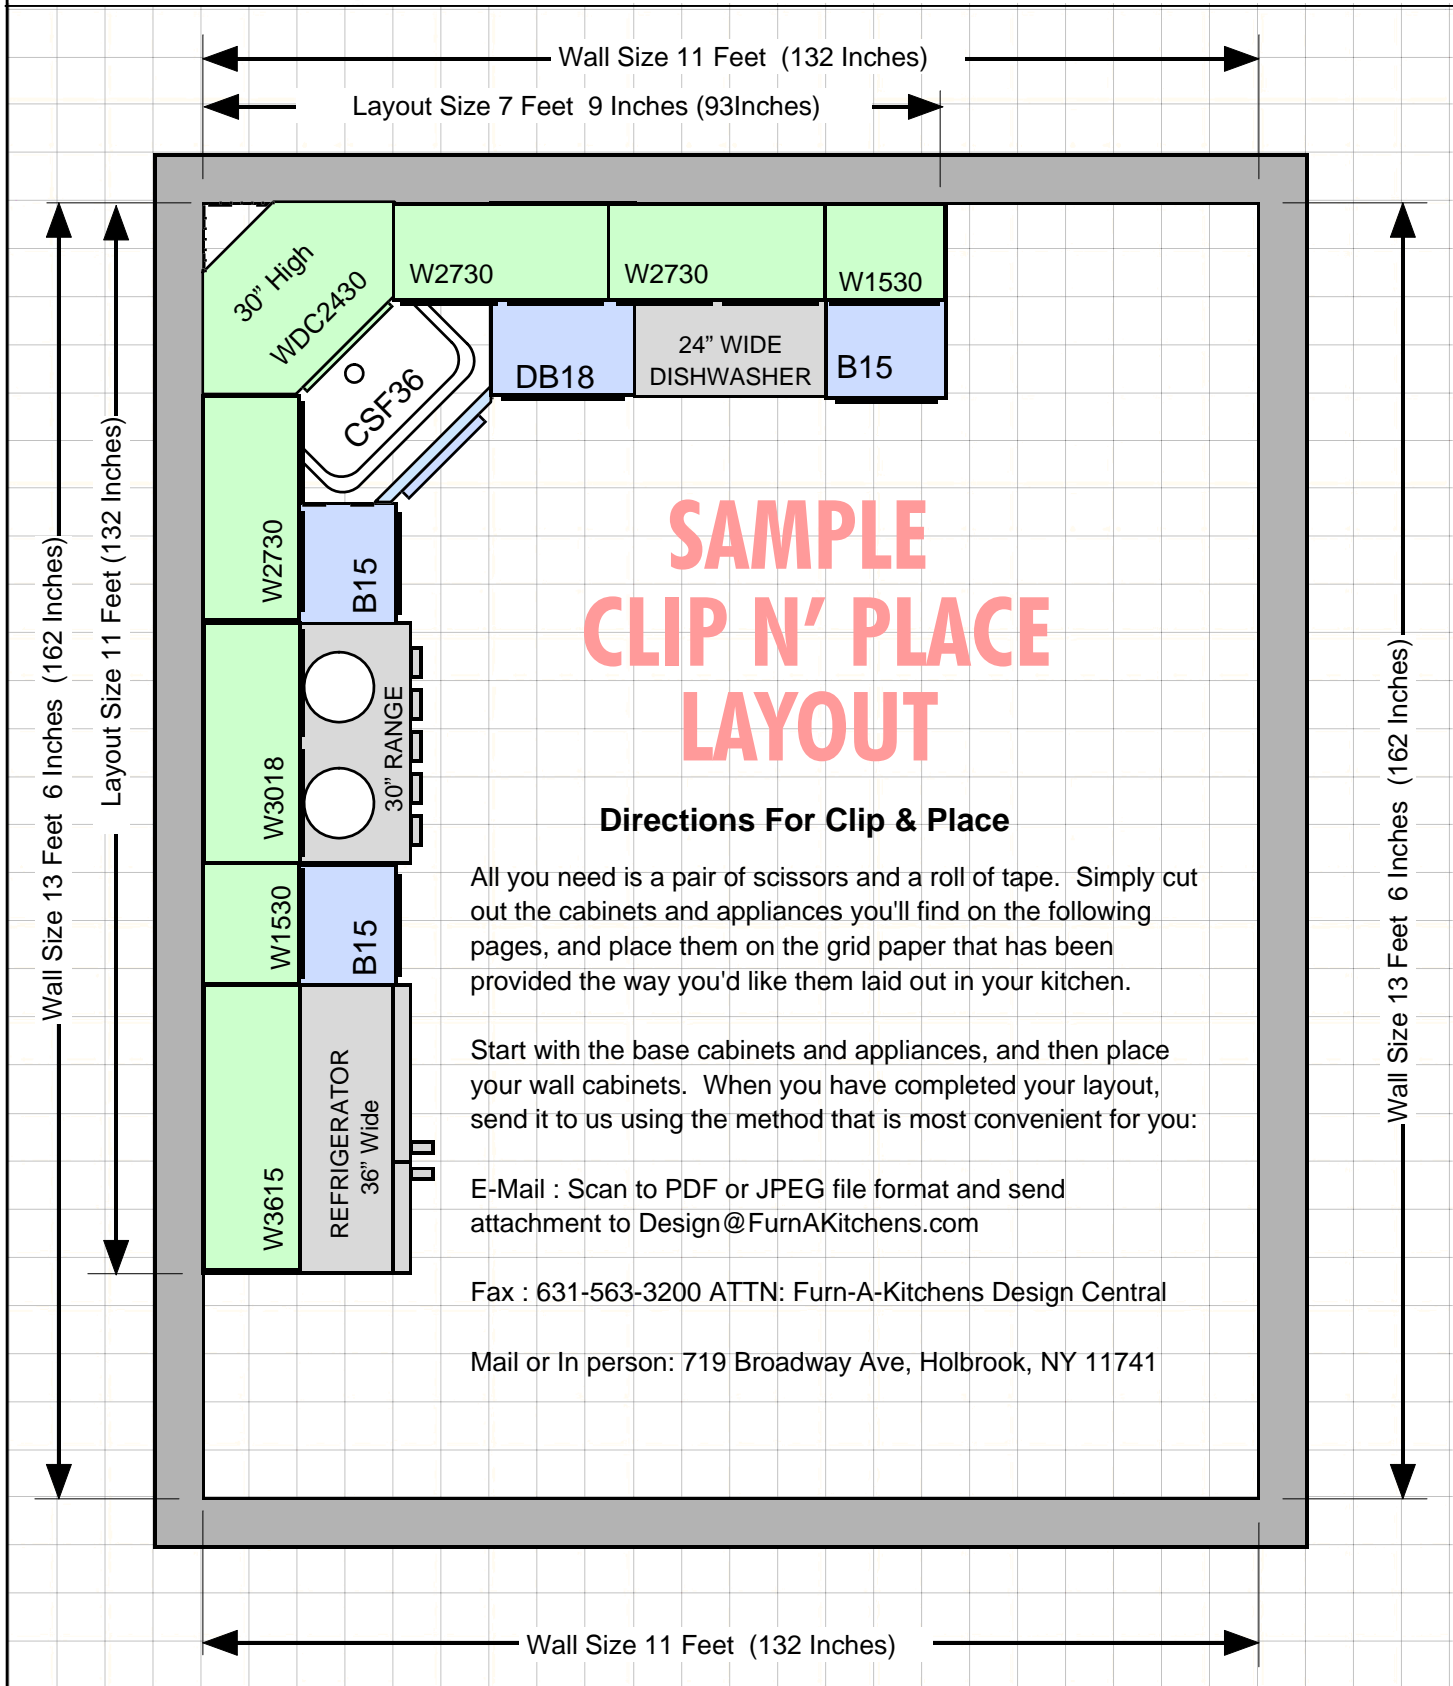 Wall Size 11 Feet (132 Inches)
Layout Size 7 Feet 9 Inches (93Inches)
Wall Size 13 Feet 6 Inches (162 Inches)
Layout Size 11 Feet (132 Inches)
30” High
WDC2430
W2730
W2730
W1530
CSF36
DB18
24” WIDE
DISHWASHER
B15
W2730
B15
W3018
30” RANGE
W1530
B15
W3615
REFRIGERATOR
36” Wide
SAMPLE
CLIP N’ PLACE
LAYOUT
Directions For Clip & Place
All you need is a pair of scissors and a roll of tape. Simply cut
out the cabinets and appliances you'll find on the following
pages, and place them on the grid paper that has been
provided the way you'd like them laid out in your kitchen.
Start with the base cabinets and appliances, and then place
your wall cabinets. When you have completed your layout,
send it to us using the method that is most convenient for you:
E-Mail : Scan to PDF or JPEG file format and send
attachment to Design@FurnAKitchens.com
Fax : 631-563-3200 ATTN: Furn-A-Kitchens Design Central
Mail or In person: 719 Broadway Ave, Holbrook, NY 11741
Wall Size 13 Feet 6 Inches (162 Inches)
Wall Size 11 Feet (132 Inches)